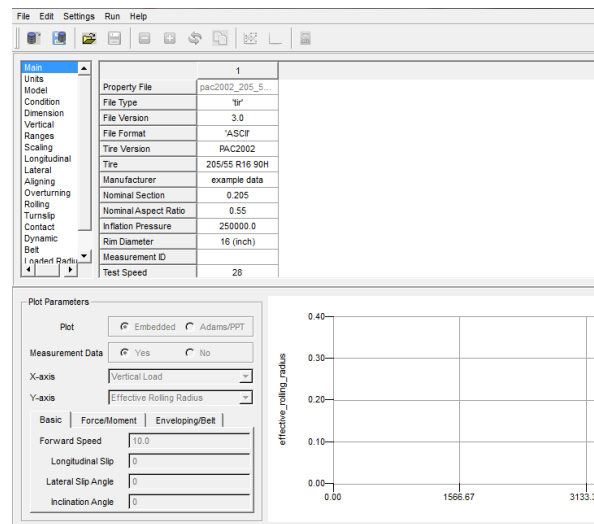 File Edit Settings Run Help
Main
Units
Model
Condition
Dimension
Vertical
Ranges
Scaling
Longitudinal
Lateral
Aligning
Overturning
Rolling
Turnslip
Contact
Dynamic
Belt
Loaded Radiu
1
Property File pac2002_205_5...
File Type 'tir'
File Version 3.0
File Format 'ASCII'
Tire Version PAC2002
Tire 205/55 R16 90H
Manufacturer example data
Nominal Section 0.205
Nominal Aspect Ratio 0.55
Inflation Pressure 250000.0
Rim Diameter 16 (inch)
Measurement ID
Test Speed 28
Plot Parameters
Plot Embedded Adams/PPT
Measurement Data Yes No
X-axis Vertical Load
Y-axis Effective Rolling Radius
Basic Force/Moment Enveloping/Belt
Forward Speed 10.0
Longitudinal Slip 0
Lateral Slip Angle 0
Inclination Angle 0
effective_rolling_radius
0.40
0.30
0.20
0.10
0.00
0.00 1566.67 3133.3